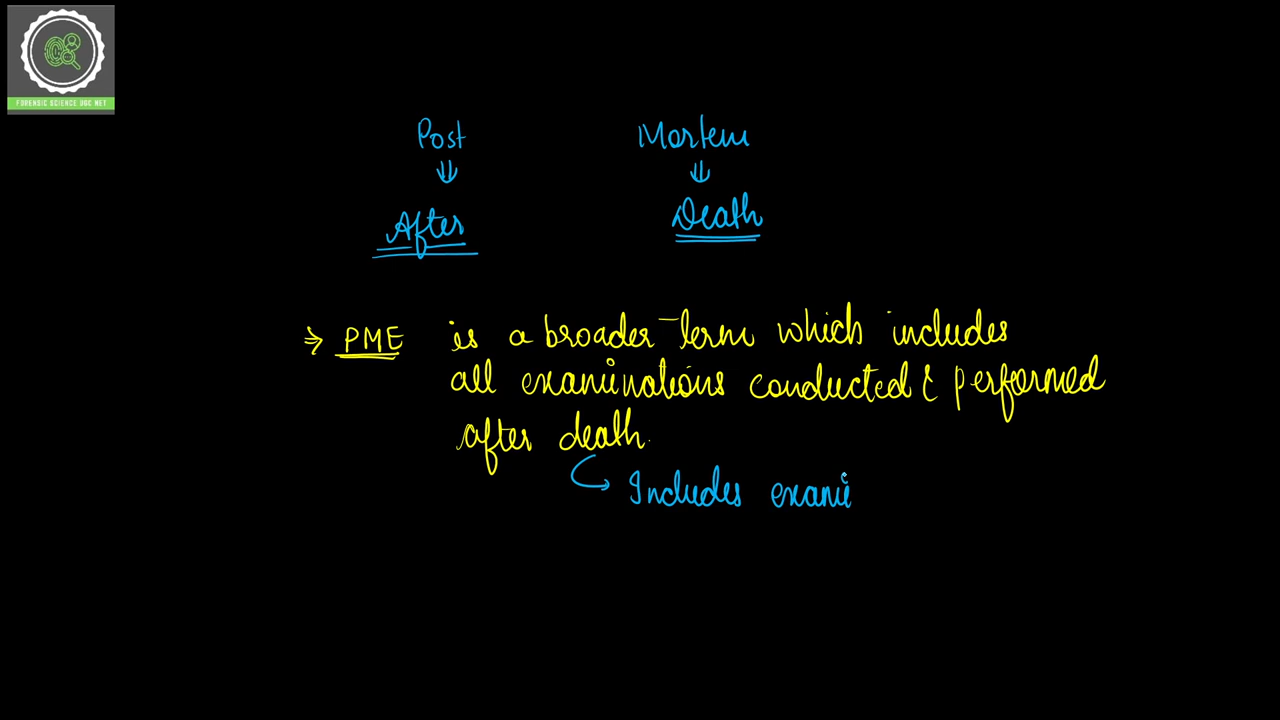 FORENSIC SCIENCE UGC NET
Post Mortem
⇓ ⇓
After Death
⇒ PME is a broader term which includes
all examinations conducted & performed
after death.
Includes exami